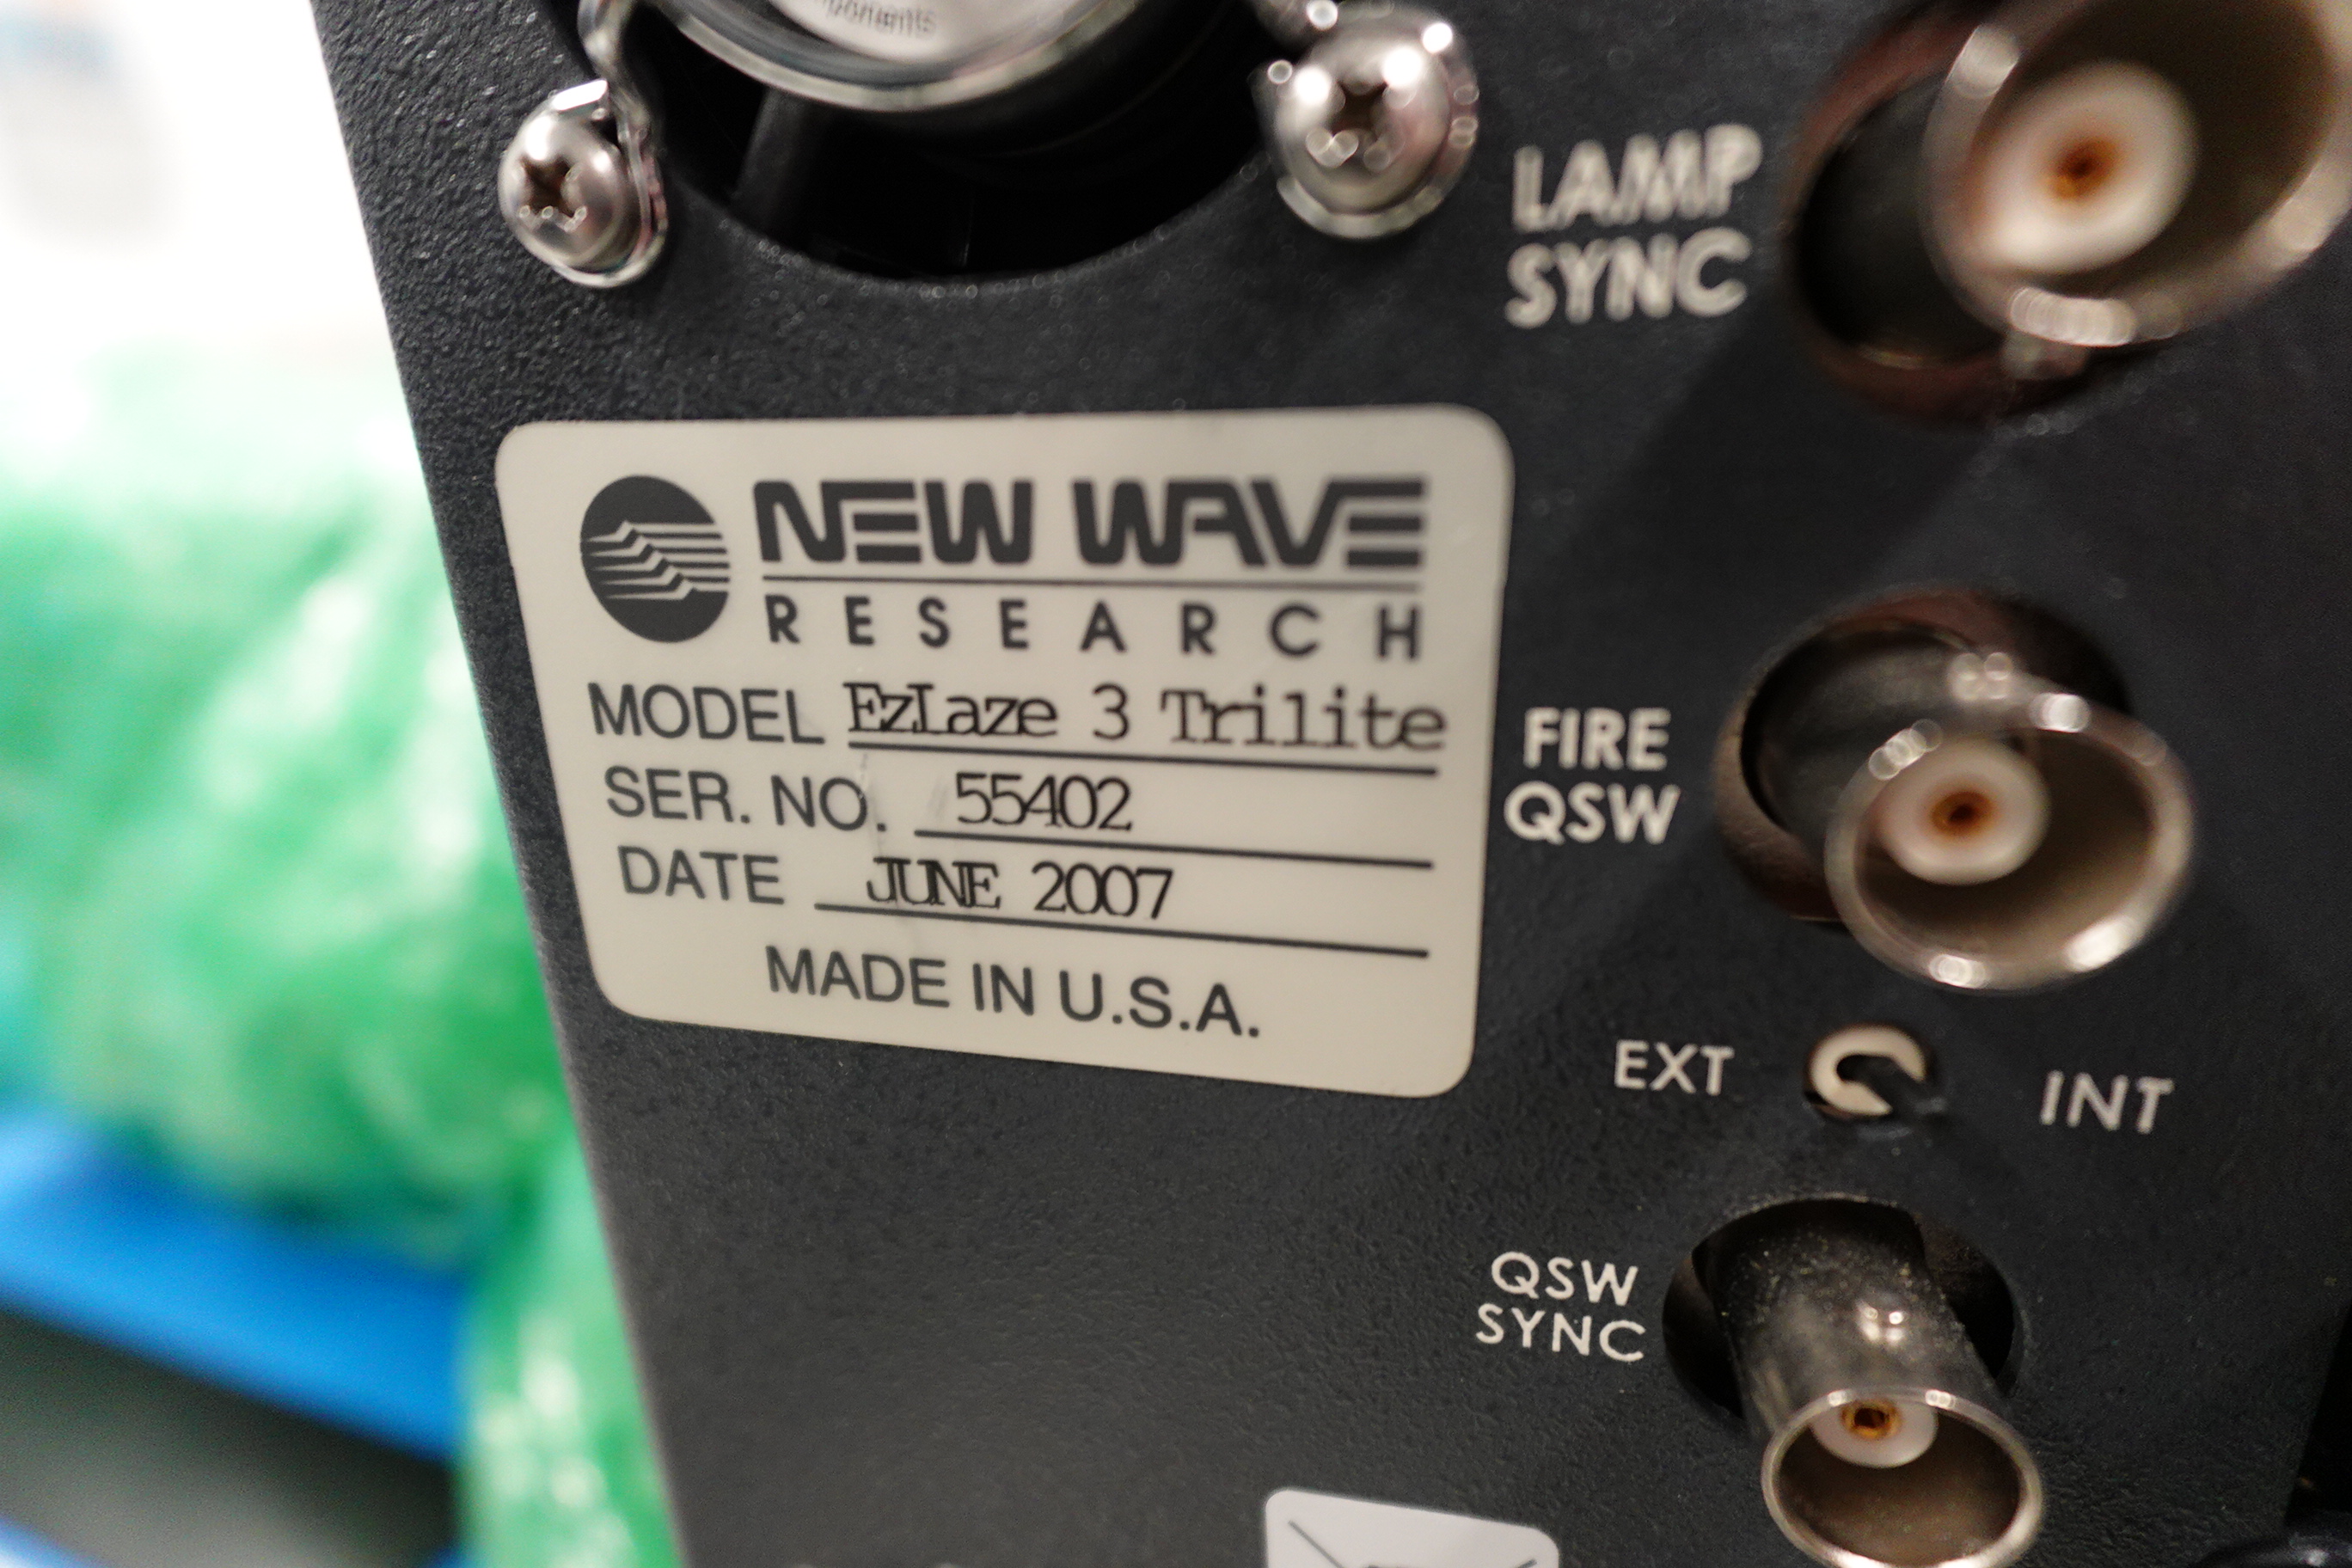 ponents
LAMP
SYNC
NEW WAVE
RESEARCH
MODEL EzLaze 3 Trilite
SER. NO. 55402
DATE JUNE 2007
MADE IN U.S.A.
FIRE
QSW
EXT INT
QSW
SYNC